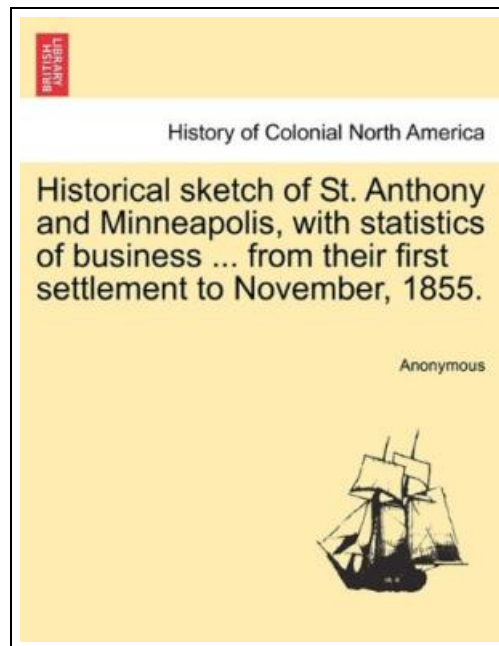 BRITISH
LIBRARY
History of Colonial North America
Historical sketch of St. Anthony
and Minneapolis, with statistics
of business ... from their first
settlement to November, 1855.
Anonymous